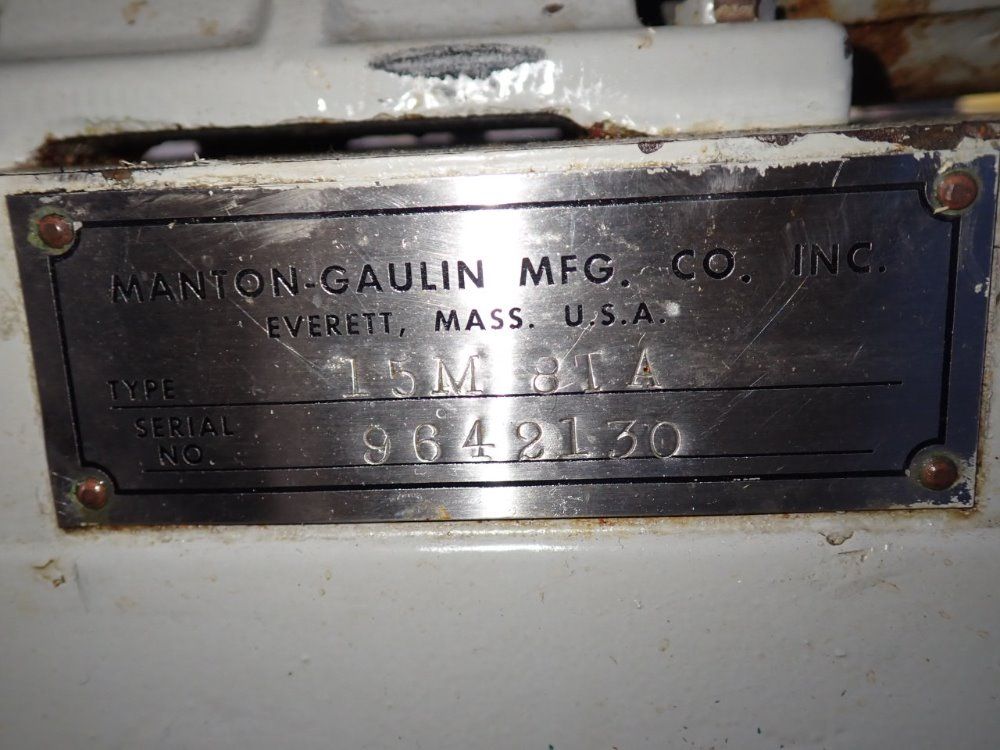 MANTON-GAULIN MFG. CO. INC.
EVERETT, MASS. U.S.A.
TYPE 15M 8TA
SERIAL NO. 9642130